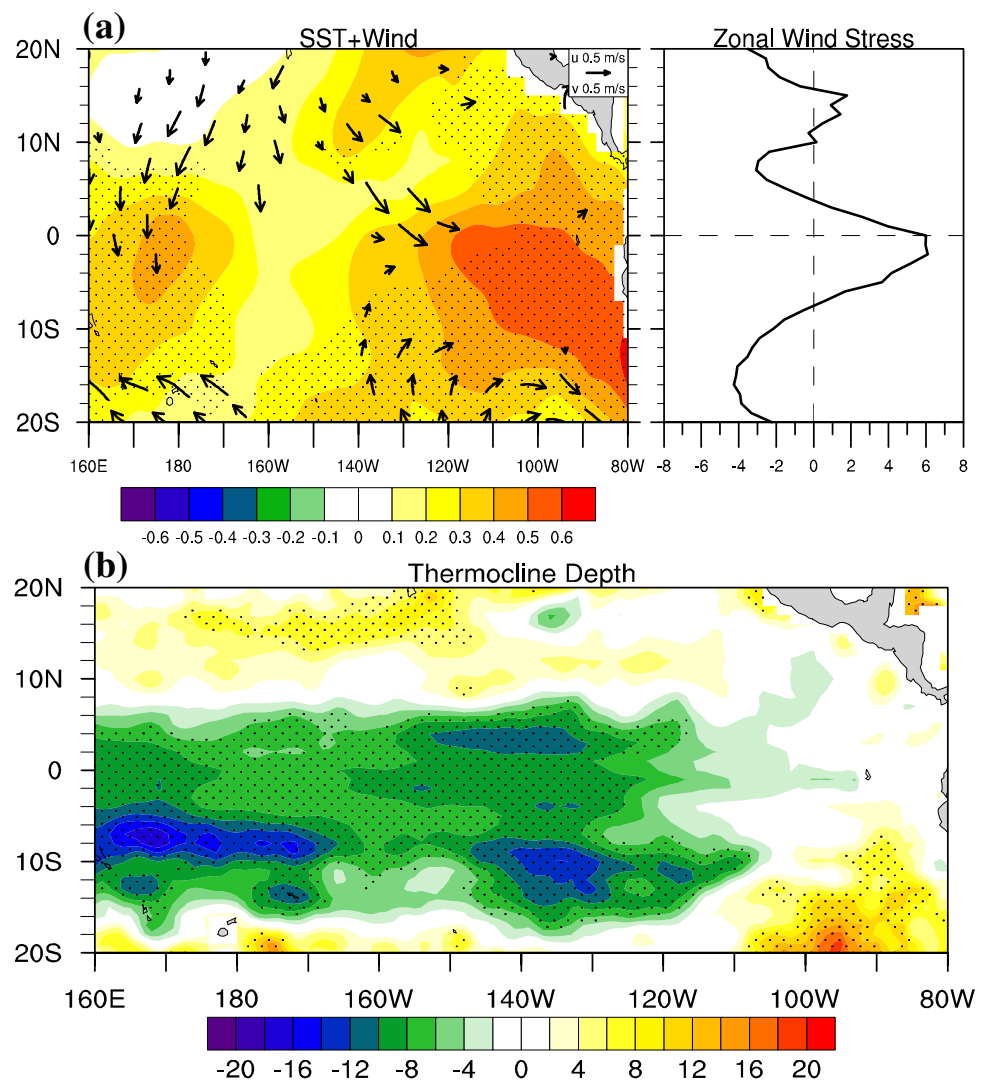 (a)
SST+Wind
Zonal Wind Stress
u 0.5 m/s
v 0.5 m/s
20N
10N
0
10S
20S
160E 180 160W 140W 120W 100W 80W
-8 -6 -4 -2 0 2 4 6 8
-0.6 -0.5 -0.4 -0.3 -0.2 -0.1 0 0.1 0.2 0.3 0.4 0.5 0.6
(b)
Thermocline Depth
20N
10N
0
10S
20S
160E 180 160W 140W 120W 100W 80W
-20 -16 -12 -8 -4 0 4 8 12 16 20